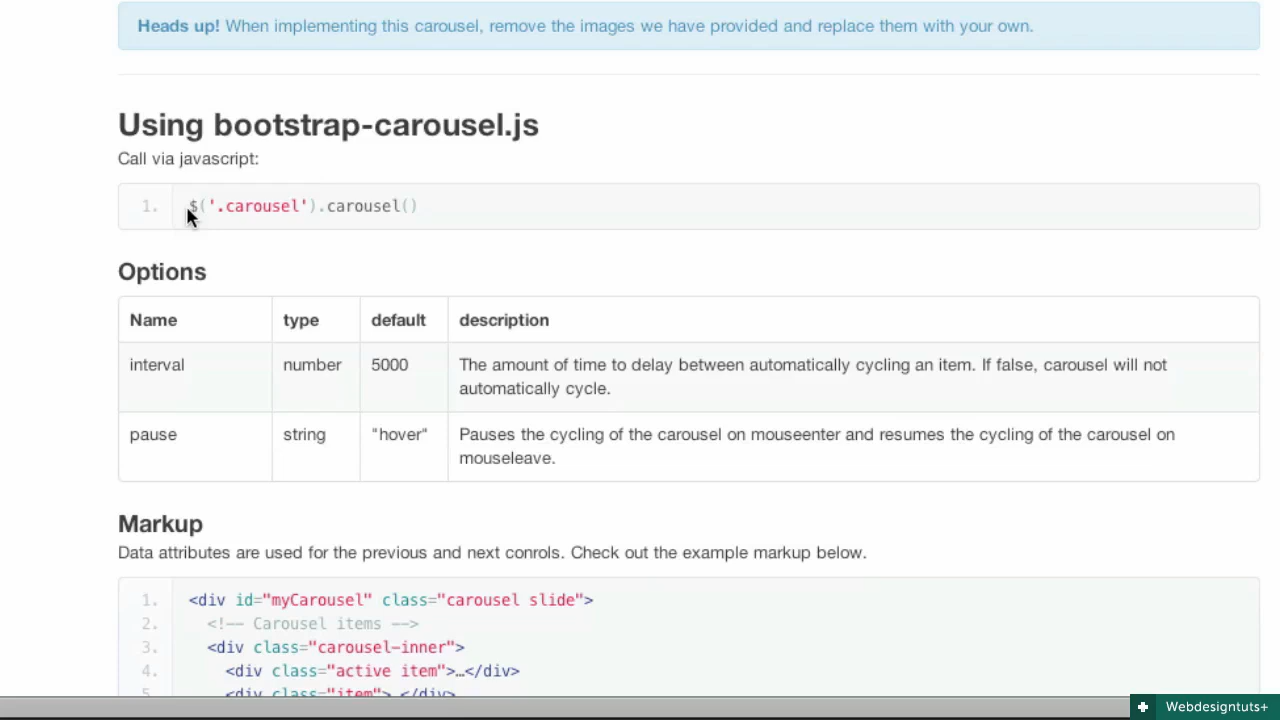 Heads up! When implementing this carousel, remove the images we have provided and replace them with your own.
Using bootstrap-carousel.js
Call via javascript:
1. $('.carousel').carousel()
Options
Name type default description
interval number 5000 The amount of time to delay between automatically cycling an item. If false, carousel will not
automatically cycle.
pause string "hover" Pauses the cycling of the carousel on mouseenter and resumes the cycling of the carousel on
mouseleave.
Markup
Data attributes are used for the previous and next conrols. Check out the example markup below.
1. <div id="myCarousel" class="carousel slide">
2. <!-- Carousel items -->
3. <div class="carousel-inner">
4. <div class="active item">…</div>
5. <div class="item">…</div>
Webdesigntuts+